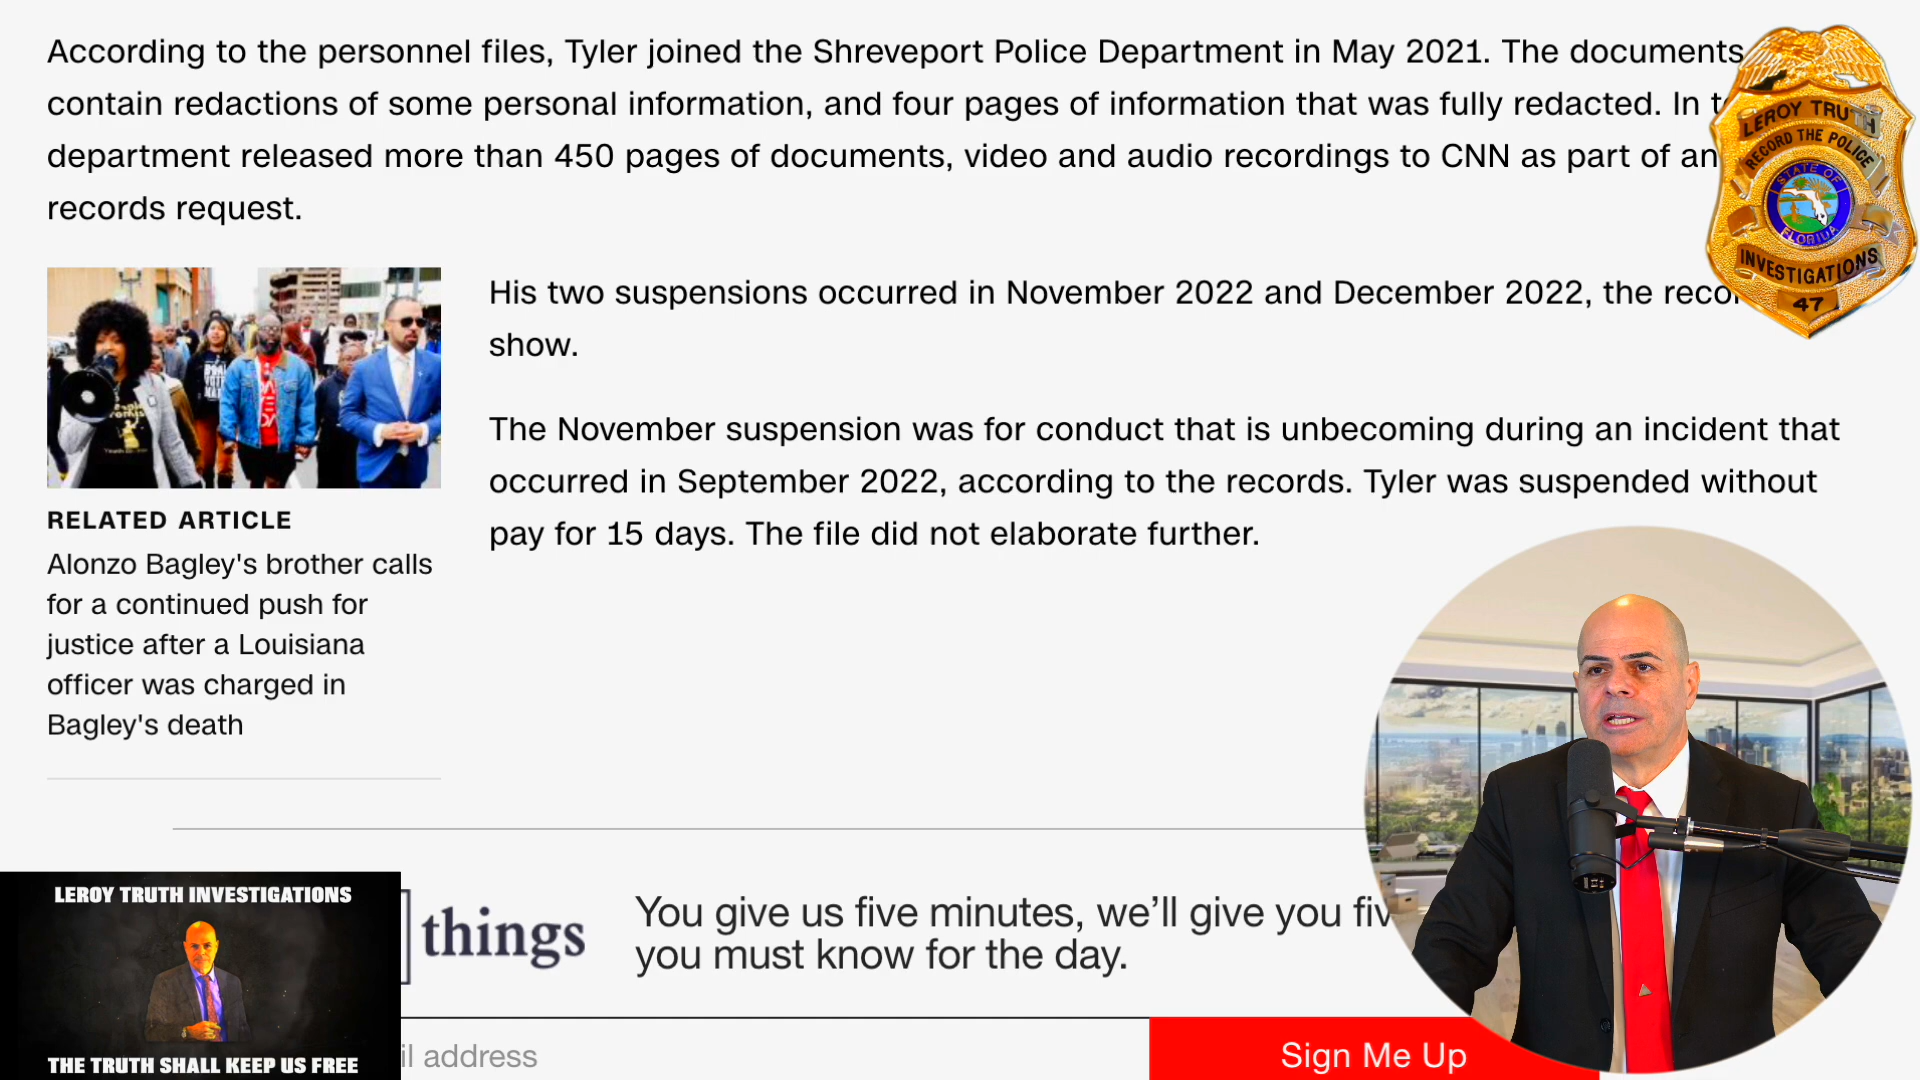 According to the personnel files, Tyler joined the Shreveport Police Department in May 2021. The documents
contain redactions of some personal information, and four pages of information that was fully redacted. In
department released more than 450 pages of documents, video and audio recordings to CNN as part of an
records request.
LEROY TRUTH
RECORD THE POLICE
STATE OF
FLORIDA
INVESTIGATIONS
47
His two suspensions occurred in November 2022 and December 2022, the
show.
The November suspension was for conduct that is unbecoming during an incident that
occurred in September 2022, according to the records. Tyler was suspended without
pay for 15 days. The file did not elaborate further.
RELATED ARTICLE
Alonzo Bagley's brother calls
for a continued push for
justice after a Louisiana
officer was charged in
Bagley's death
things
You give us five minutes, we’ll give you
you must know for the day.
address
Sign Me Up
LEROY TRUTH INVESTIGATIONS
THE TRUTH SHALL KEEP US FREE